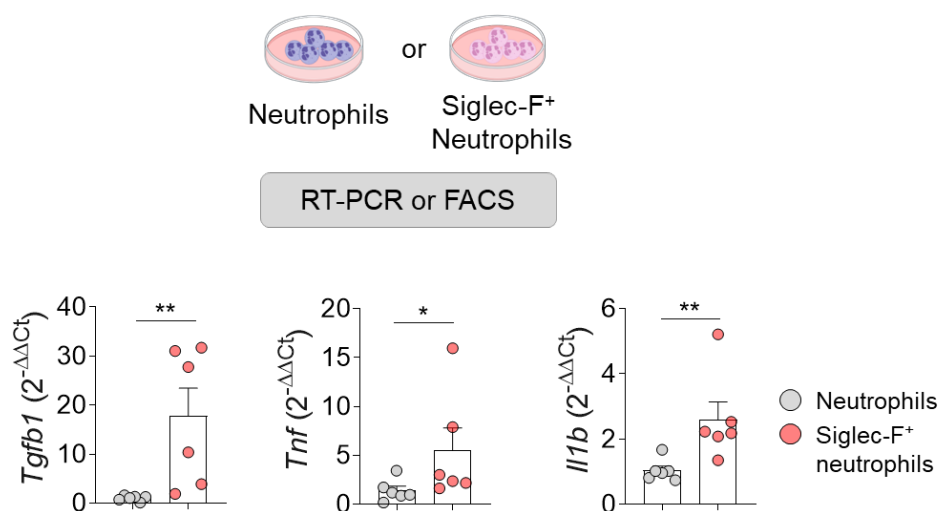 or
Neutrophils
Siglec-F⁺
Neutrophils
RT-PCR or FACS
Tgfb1 (2⁻ΔΔCt)
40
30
20
10
0
**
Tnf (2⁻ΔΔCt)
20
15
10
5
0
*
Il1b (2⁻ΔΔCt)
6
4
2
0
**
Neutrophils
Siglec-F⁺
neutrophils